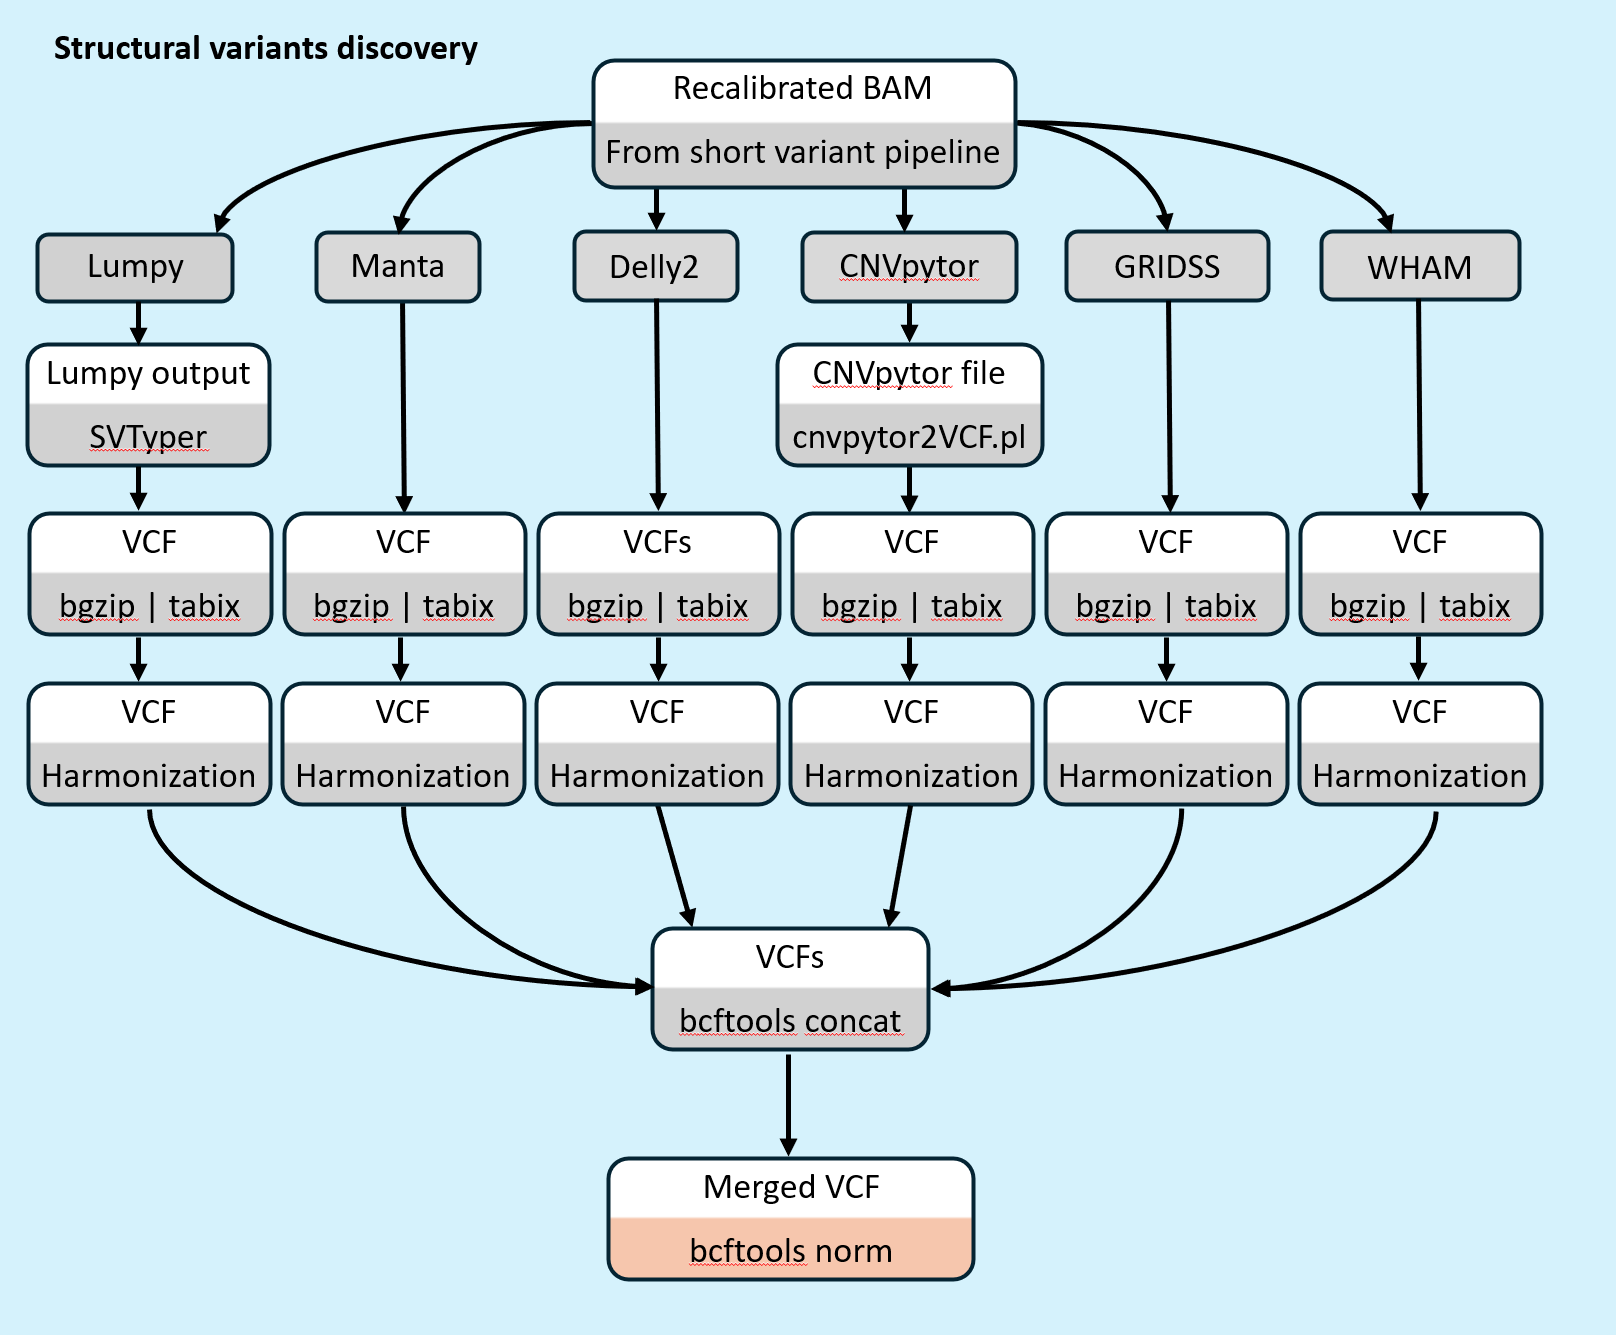 Structural variants discovery
Recalibrated BAM
From short variant pipeline
Lumpy
Manta
Delly2
CNVpytor
GRIDSS
WHAM
Lumpy output
SVTyper
CNVpytor file
cnvpytor2VCF.pl
VCF
bgzip | tabix
VCF
bgzip | tabix
VCFs
bgzip | tabix
VCF
bgzip | tabix
VCF
bgzip | tabix
VCF
bgzip | tabix
VCF
Harmonization
VCF
Harmonization
VCF
Harmonization
VCF
Harmonization
VCF
Harmonization
VCF
Harmonization
VCFs
bcftools concat
Merged VCF
bcftools norm